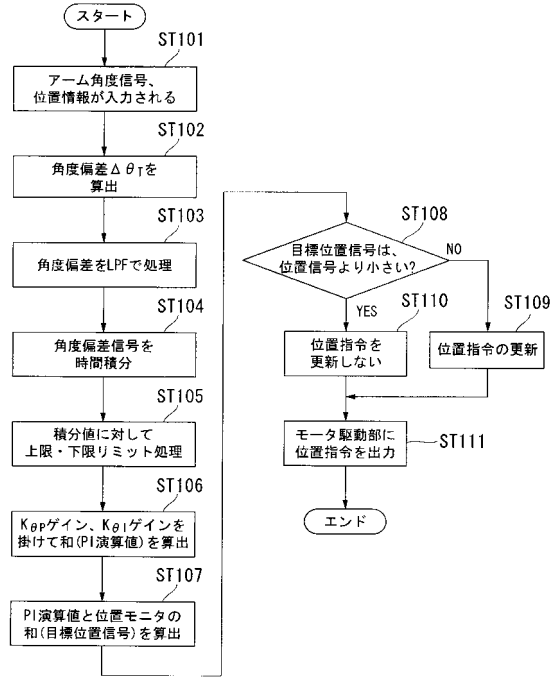 スタート
ST101
アーム角度信号、
位置情報が入力される
ST102
角度偏差ΔθTを
算出
ST103
角度偏差をLPFで処理
ST104
角度偏差信号を
時間積分
ST105
積分値に対して
上限・下限リミット処理
ST106
KθPゲイン、KθIゲインを
掛けて和(PI演算値)を算出
ST107
PI演算値と位置モニタの
和(目標位置信号)を算出
ST108
目標位置信号は、
位置信号より小さい?
NO
YES
ST110
位置指令を
更新しない
ST109
位置指令の更新
モータ駆動部に
位置指令を出力
ST111
エンド